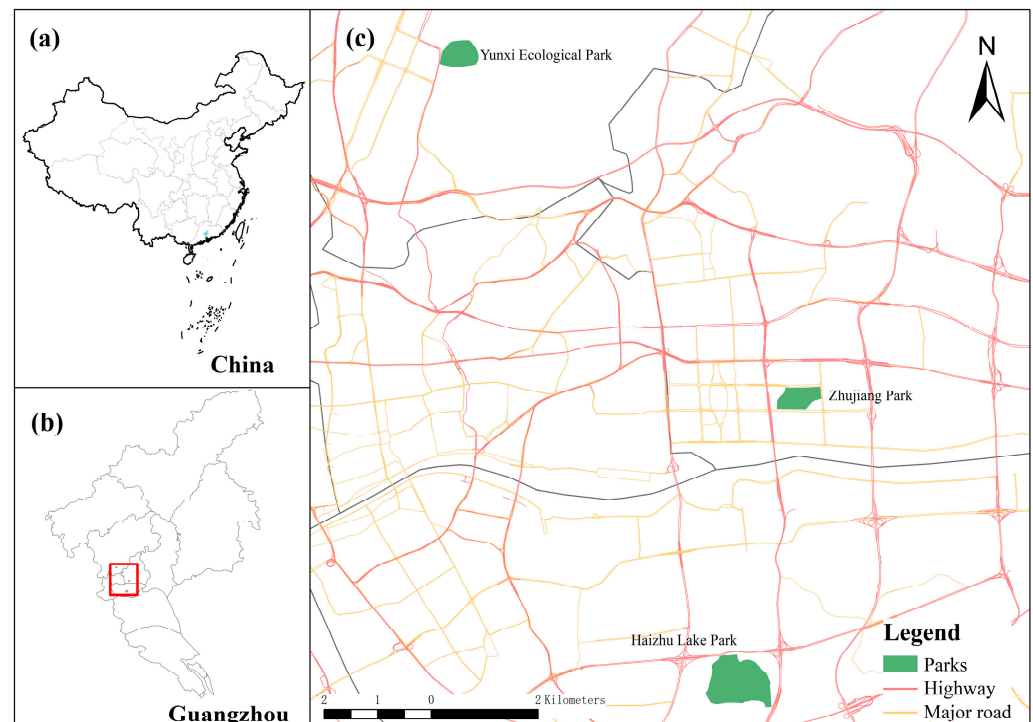 (a)
China
(b)
Guangzhou
(c)
Yunxi Ecological Park
N
Zhujiang Park
Haizhu Lake Park
Legend
Parks
Highway
Major road
2 1 0 2 Kilometers